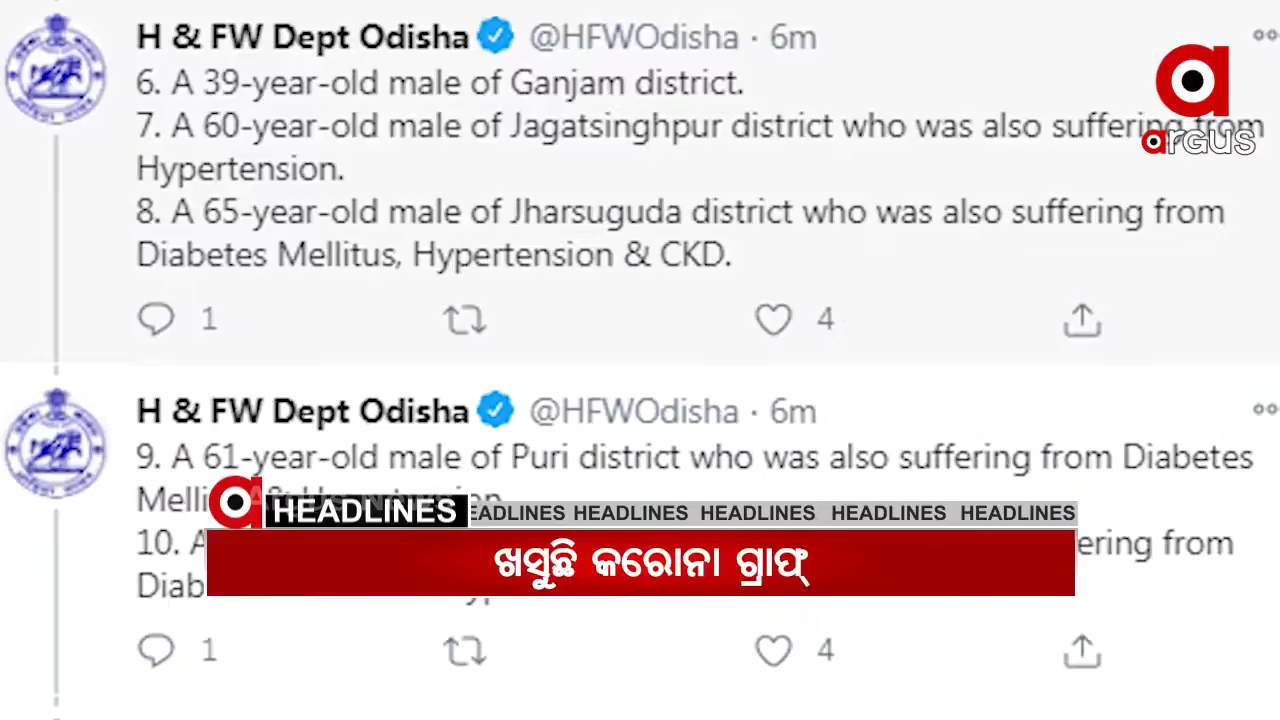 H & FW Dept Odisha @HFWOdisha · 6m
6. A 39-year-old male of Ganjam district.
7. A 60-year-old male of Jagatsinghpur district who was also suffering from
Hypertension.
8. A 65-year-old male of Jharsuguda district who was also suffering from
Diabetes Mellitus, Hypertension & CKD.
1 4
argus
H & FW Dept Odisha @HFWOdisha · 6m
9. A 61-year-old male of Puri district who was also suffering from Diabetes
HEADLINES HEADLINES HEADLINES HEADLINES HEADLINES
10. A ering from
ଖସୁଛି କରୋନା ଗ୍ରାଫ୍
Diab
1 4